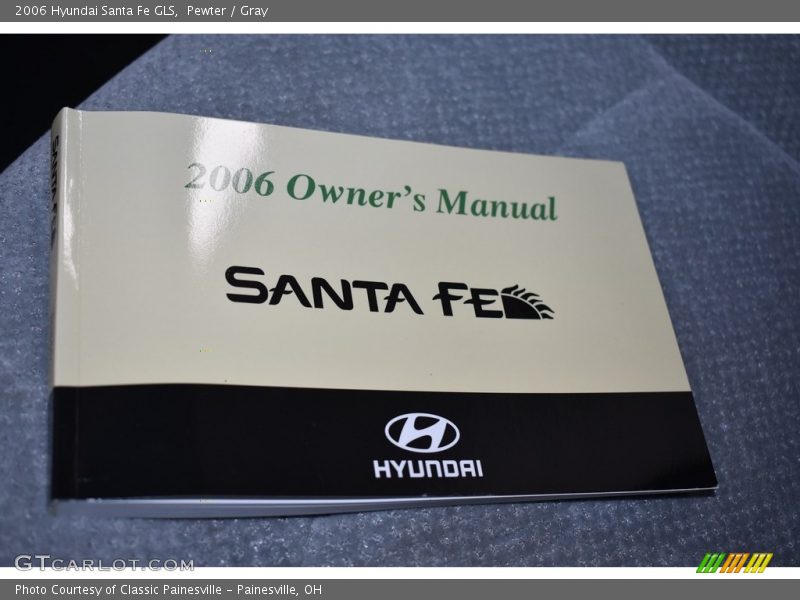 2006 Hyundai Santa Fe GLS, Pewter / Gray
2006 Owner's Manual
SANTA FE
HYUNDAI
GTCARLOT.COM
Photo Courtesy of Classic Painesville - Painesville, OH